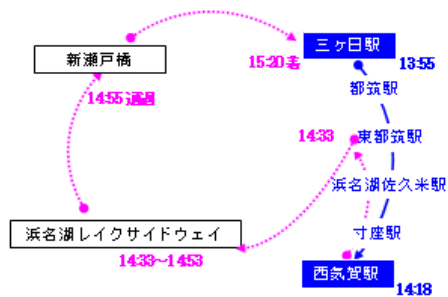 新瀬戸橋
三ヶ日駅
15:20着
13:55
都筑駅
14:55通過
14:33
東都筑駅
浜名湖佐久米駅
浜名湖レイクサイドウェイ
寸座駅
14:33～14:53
西気賀駅
14:18